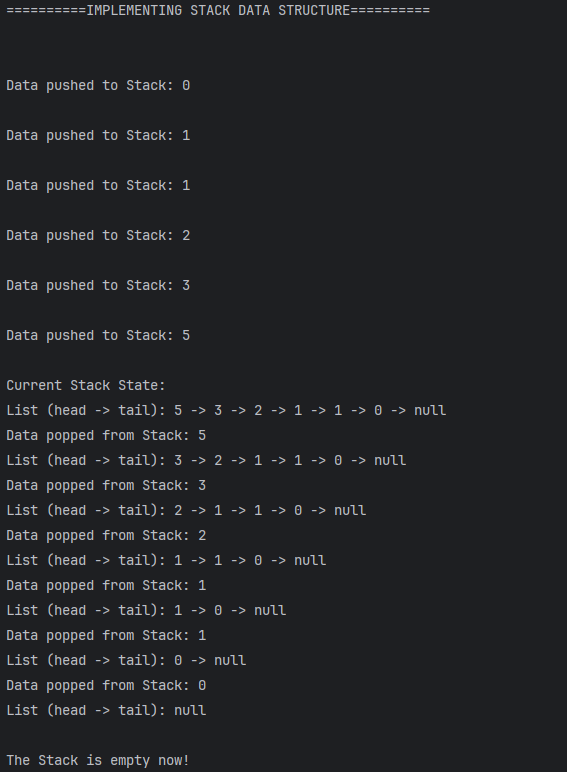 ==========IMPLEMENTING STACK DATA STRUCTURE==========
Data pushed to Stack: 0
Data pushed to Stack: 1
Data pushed to Stack: 1
Data pushed to Stack: 2
Data pushed to Stack: 3
Data pushed to Stack: 5
Current Stack State:
List (head -> tail): 5 -> 3 -> 2 -> 1 -> 1 -> 0 -> null
Data popped from Stack: 5
List (head -> tail): 3 -> 2 -> 1 -> 1 -> 0 -> null
Data popped from Stack: 3
List (head -> tail): 2 -> 1 -> 1 -> 0 -> null
Data popped from Stack: 2
List (head -> tail): 1 -> 1 -> 0 -> null
Data popped from Stack: 1
List (head -> tail): 1 -> 0 -> null
Data popped from Stack: 1
List (head -> tail): 0 -> null
Data popped from Stack: 0
List (head -> tail): null
The Stack is empty now!